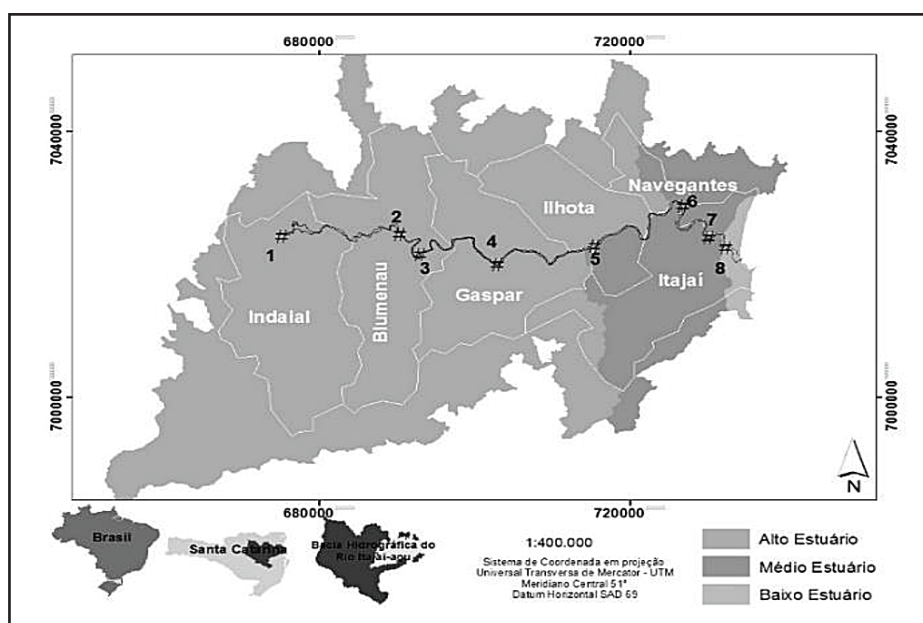 680000 720000
7040000 7040000
Navegantes
Ilhota
6
7
2
1
3
4
5
8
Itajaí
Gaspar
Blumenau
Indaial
7000000 7000000
N
680000 720000
Brasil
Santa Catarina
Bacia Hidrográfica do
Rio Itajaí-açu
1:400.000
Sistema de Coordenada em projeção
Universal Transversa de Mercator - UTM
Meridiano Central 51°
Datum Horizontal SAD 69
Alto Estuário
Médio Estuário
Baixo Estuário